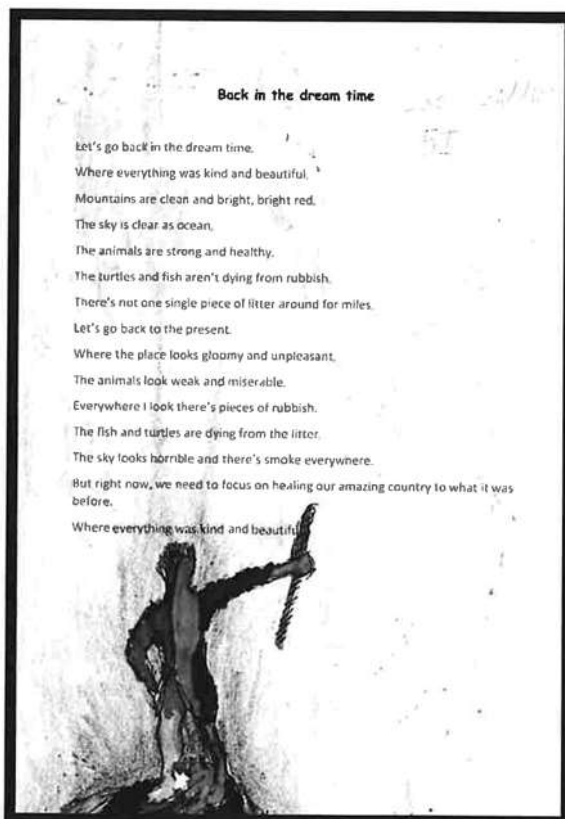 Back in the dream time
Let's go back in the dream time.
Where everything was kind and beautiful.
Mountains are clean and bright, bright red.
The sky is clear as ocean.
The animals are strong and healthy.
The turtles and fish aren't dying from rubbish.
There's not one single piece of litter around for miles.
Let's go back to the present.
Where the place looks gloomy and unpleasant.
The animals look weak and miserable.
Everywhere I look there's pieces of rubbish.
The fish and turtles are dying from the litter.
The sky looks horrible and there's smoke everywhere.
But right now, we need to focus on healing our amazing country to what it was
before.
Where everything was kind and beautiful